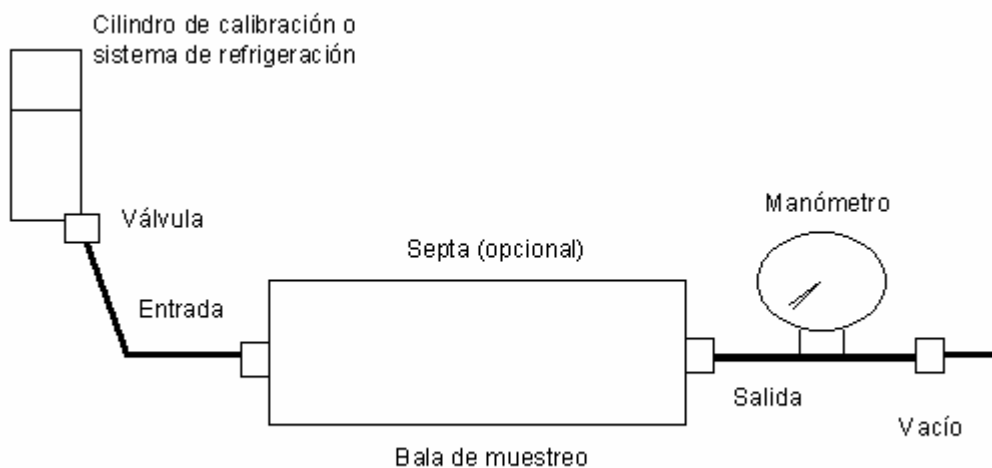 Cilindro de calibración o
sistema de refrigeración
Válvula
Manómetro
Septa (opcional)
Entrada
Salida
Vacío
Bala de muestreo